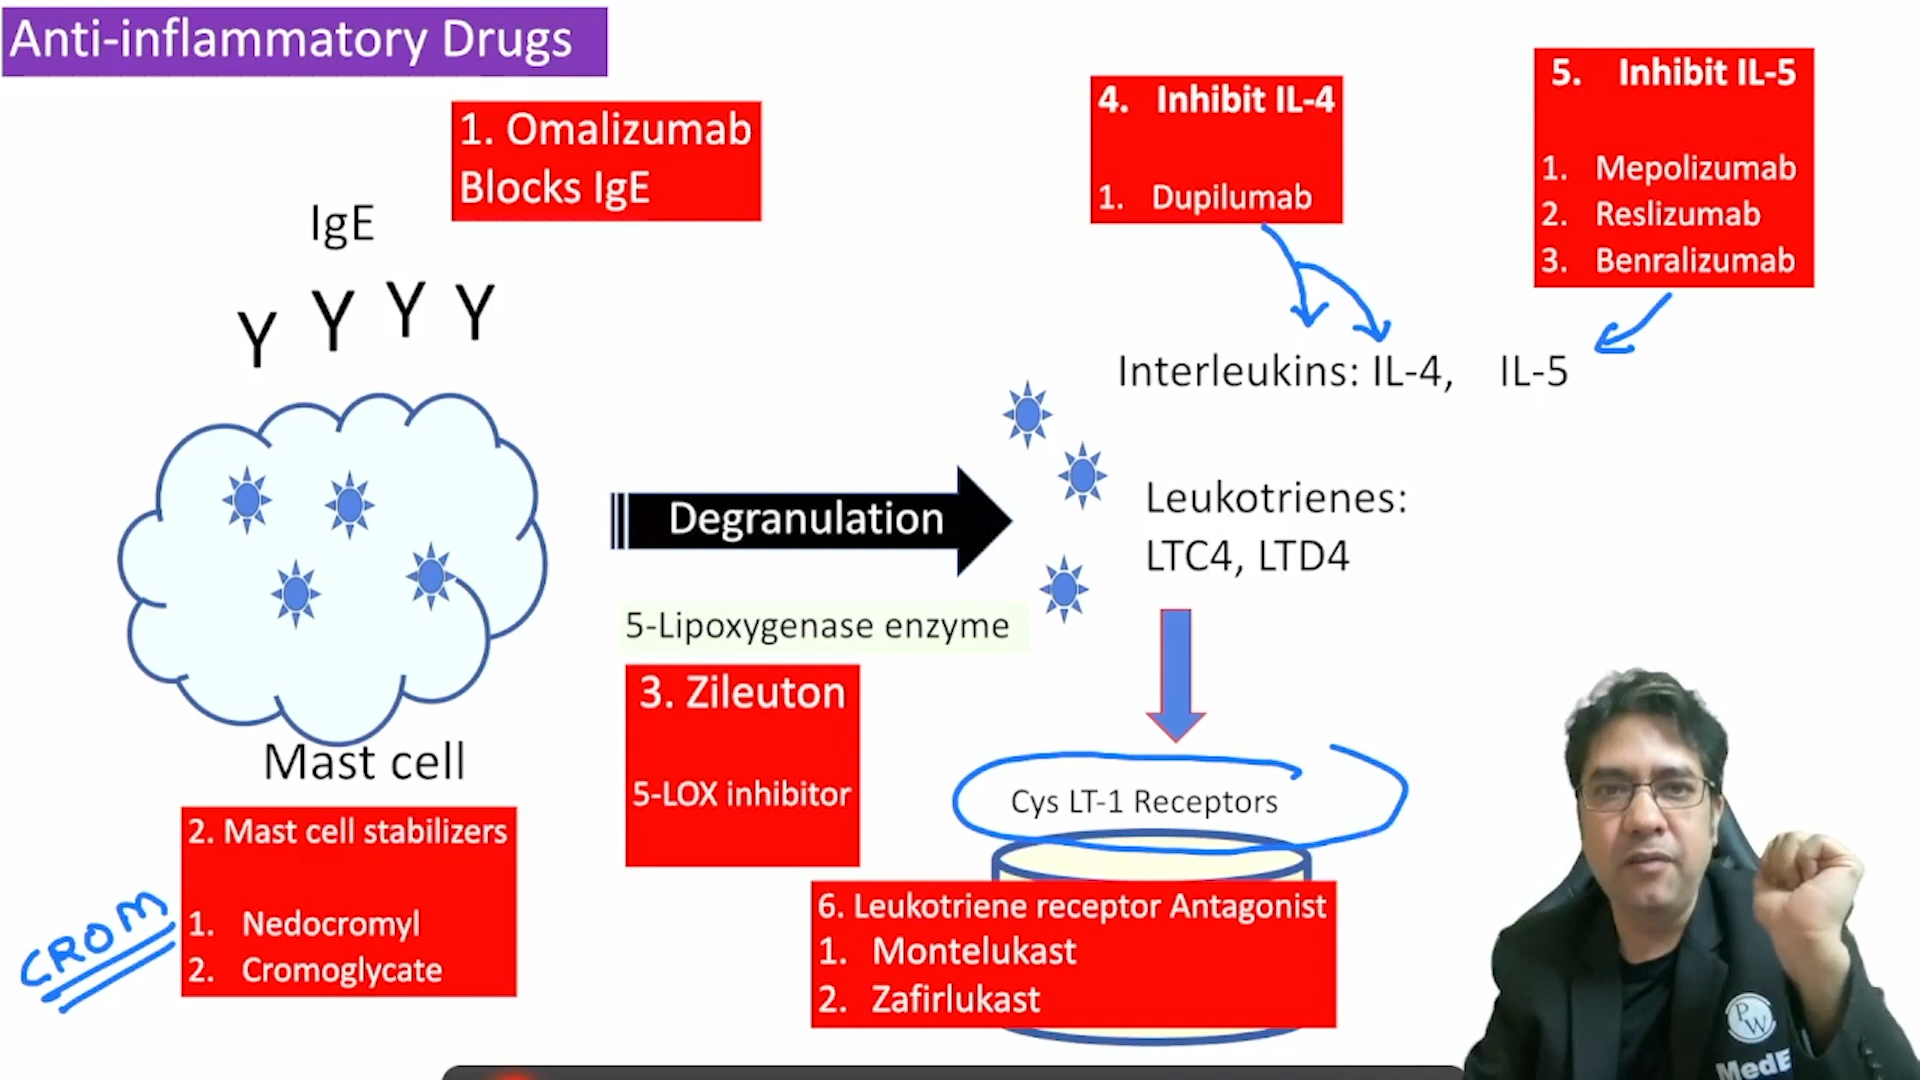 Anti-inflammatory Drugs
1. Omalizumab
Blocks IgE
4. Inhibit IL-4
1. Dupilumab
5. Inhibit IL-5
1. Mepolizumab
2. Reslizumab
3. Benralizumab
IgE
Y Y Y Y
Interleukins: IL-4, IL-5
Degranulation
Leukotrienes:
LTC4, LTD4
5-Lipoxygenase enzyme
3. Zileuton
5-LOX inhibitor
Mast cell
2. Mast cell stabilizers
1. Nedocromyl
2. Cromoglycate
CROM
Cys LT-1 Receptors
6. Leukotriene receptor Antagonist
1. Montelukast
2. Zafirlukast
PW
MedE